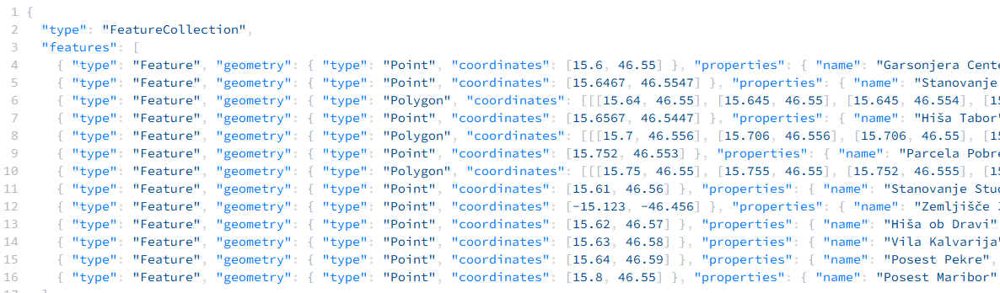 1 {
2 "type": "FeatureCollection",
3 "features": [
4 { "type": "Feature", "geometry": { "type": "Point", "coordinates": [15.6, 46.55] }, "properties": { "name": "Garsonjera Cente
5 { "type": "Feature", "geometry": { "type": "Point", "coordinates": [15.6467, 46.5547] }, "properties": { "name": "Stanovanje
6 { "type": "Feature", "geometry": { "type": "Polygon", "coordinates": [[[15.64, 46.55], [15.645, 46.55], [15.645, 46.554], [15
7 { "type": "Feature", "geometry": { "type": "Point", "coordinates": [15.6567, 46.5447] }, "properties": { "name": "Hiša Tabor"
8 { "type": "Feature", "geometry": { "type": "Polygon", "coordinates": [[[15.7, 46.556], [15.706, 46.556], [15.706, 46.55], [15
9 { "type": "Feature", "geometry": { "type": "Point", "coordinates": [15.752, 46.553] }, "properties": { "name": "Parcela Pobre
10 { "type": "Feature", "geometry": { "type": "Polygon", "coordinates": [[[15.75, 46.55], [15.755, 46.55], [15.752, 46.555], [15
11 { "type": "Feature", "geometry": { "type": "Point", "coordinates": [15.61, 46.56] }, "properties": { "name": "Stanovanje Stud
12 { "type": "Feature", "geometry": { "type": "Point", "coordinates": [-15.123, -46.456] }, "properties": { "name": "Zemljišče
13 { "type": "Feature", "geometry": { "type": "Point", "coordinates": [15.62, 46.57] }, "properties": { "name": "Hiša ob Dravi"
14 { "type": "Feature", "geometry": { "type": "Point", "coordinates": [15.63, 46.58] }, "properties": { "name": "Vila Kalvarija"
15 { "type": "Feature", "geometry": { "type": "Point", "coordinates": [15.64, 46.59] }, "properties": { "name": "Posest Pekre",
16 { "type": "Feature", "geometry": { "type": "Point", "coordinates": [15.8, 46.55] }, "properties": { "name": "Posest Maribor"